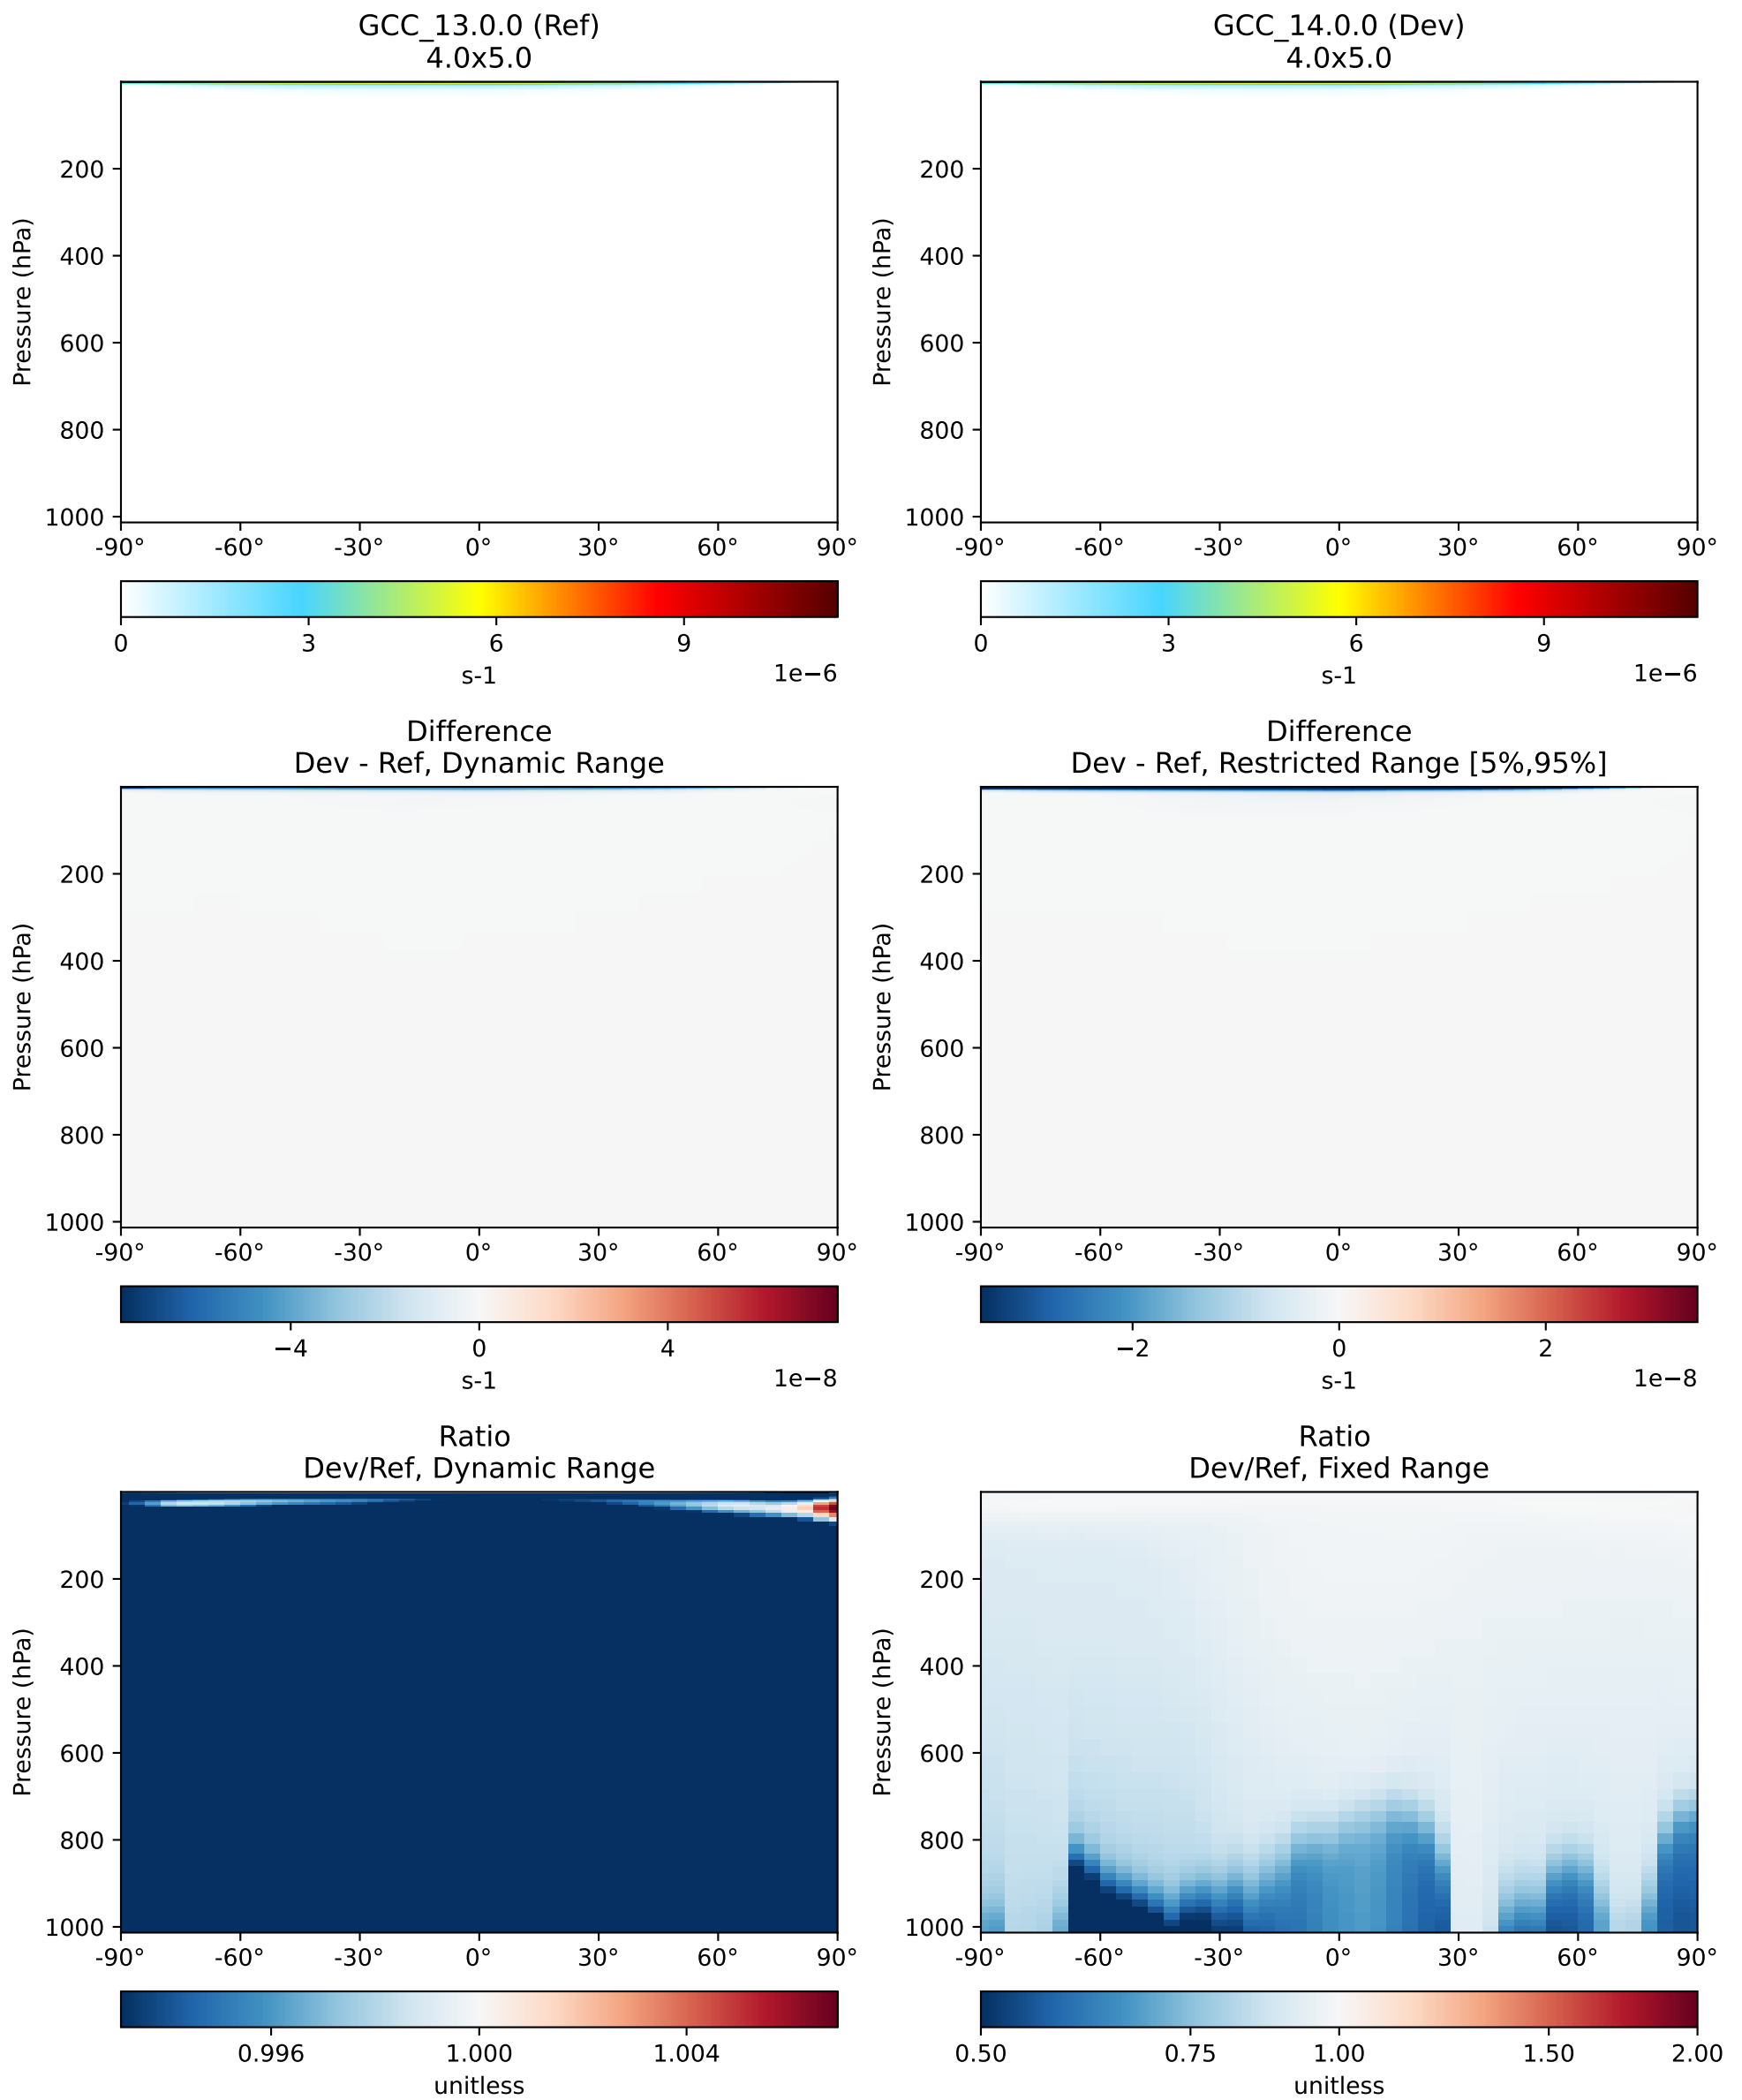 GCC_13.0.0 (Ref)
4.0x5.0
Pressure (hPa)
200
400
600
800
1000
-90° -60° -30° 0° 30° 60° 90°
0 3 6 9
s-1 1e−6
GCC_14.0.0 (Dev)
4.0x5.0
Pressure (hPa)
200
400
600
800
1000
-90° -60° -30° 0° 30° 60° 90°
0 3 6 9
s-1 1e−6
Difference
Dev - Ref, Dynamic Range
Pressure (hPa)
200
400
600
800
1000
-90° -60° -30° 0° 30° 60° 90°
−4 0 4
s-1 1e−8
Difference
Dev - Ref, Restricted Range [5%,95%]
Pressure (hPa)
200
400
600
800
1000
-90° -60° -30° 0° 30° 60° 90°
−2 0 2
s-1 1e−8
Ratio
Dev/Ref, Dynamic Range
Pressure (hPa)
200
400
600
800
1000
-90° -60° -30° 0° 30° 60° 90°
0.996 1.000 1.004
unitless
Ratio
Dev/Ref, Fixed Range
Pressure (hPa)
200
400
600
800
1000
-90° -60° -30° 0° 30° 60° 90°
0.50 0.75 1.00 1.50 2.00
unitless